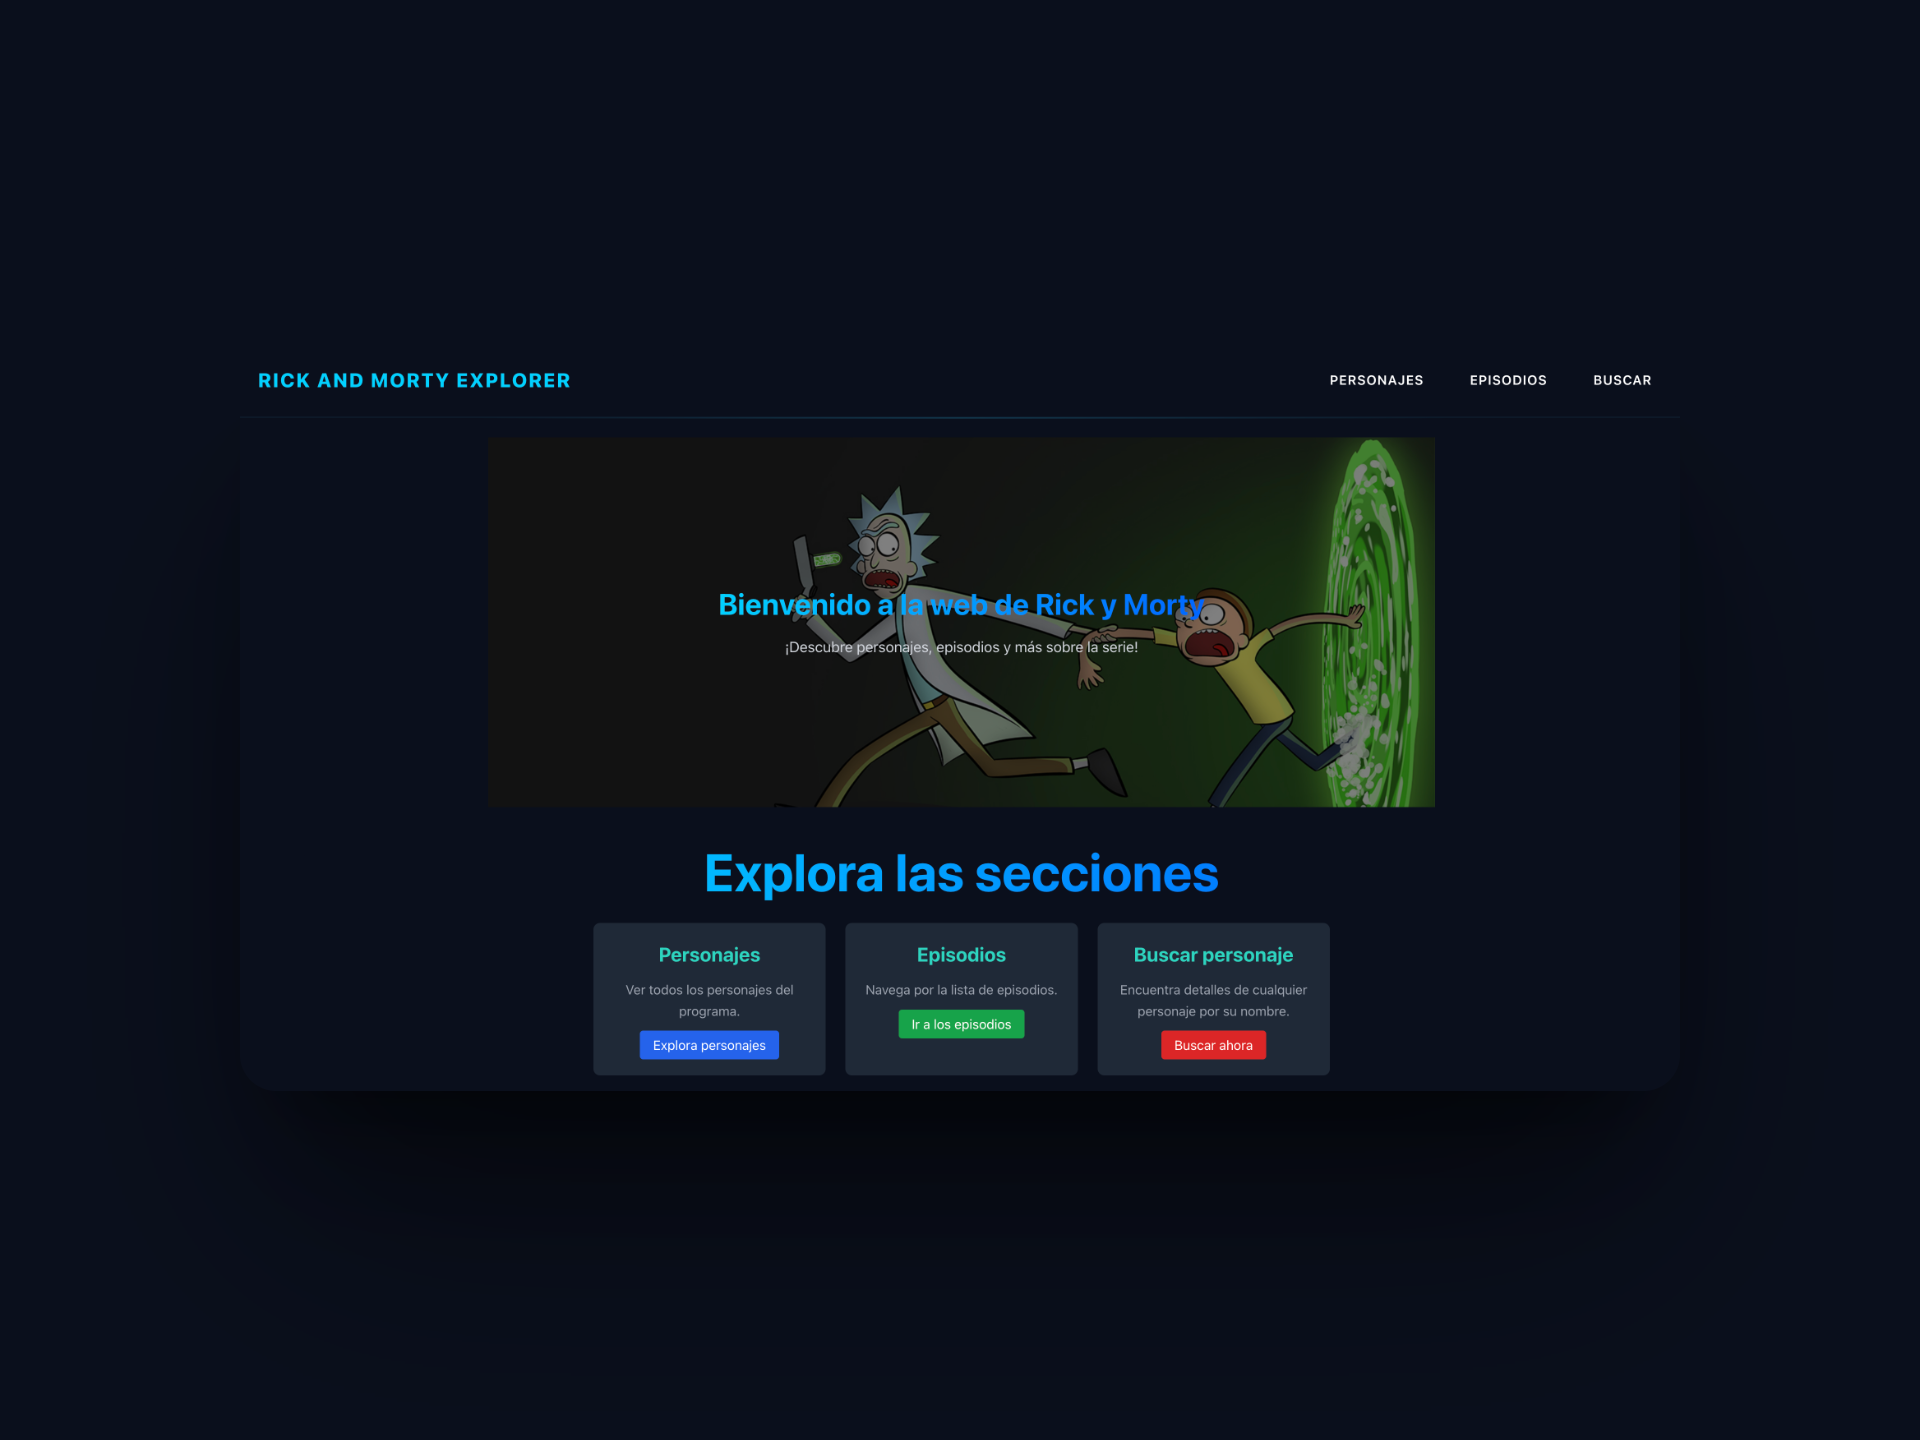 RICK AND MORTY EXPLORER
PERSONAJES
EPISODIOS
BUSCAR
Bienvenido a la web de Rick y Morty
¡Descubre personajes, episodios y más sobre la serie!
Explora las secciones
Personajes
Ver todos los personajes del
programa.
Explora personajes
Episodios
Navega por la lista de episodios.
Ir a los episodios
Buscar personaje
Encuentra detalles de cualquier
personaje por su nombre.
Buscar ahora